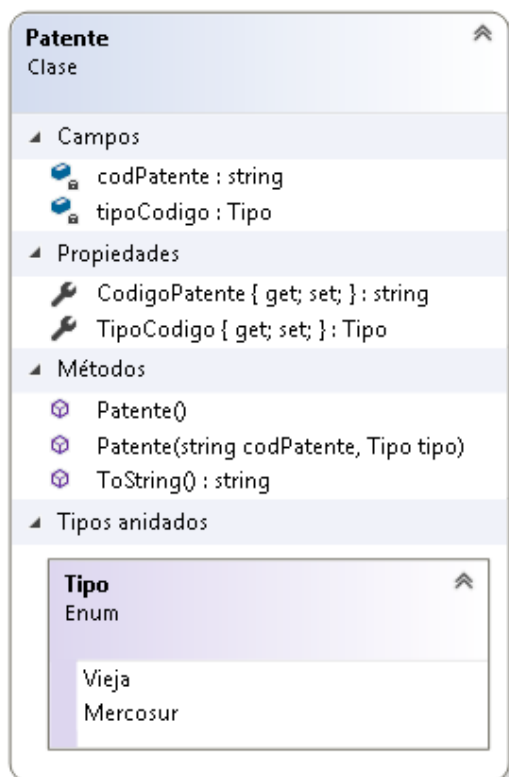 Patente
Clase
Campos
codPatente : string
tipoCodigo : Tipo
Propiedades
CodigoPatente { get; set; } : string
TipoCodigo { get; set; } : Tipo
Métodos
Patente()
Patente(string codPatente, Tipo tipo)
ToString() : string
Tipos anidados
Tipo
Enum
Vieja
Mercosur